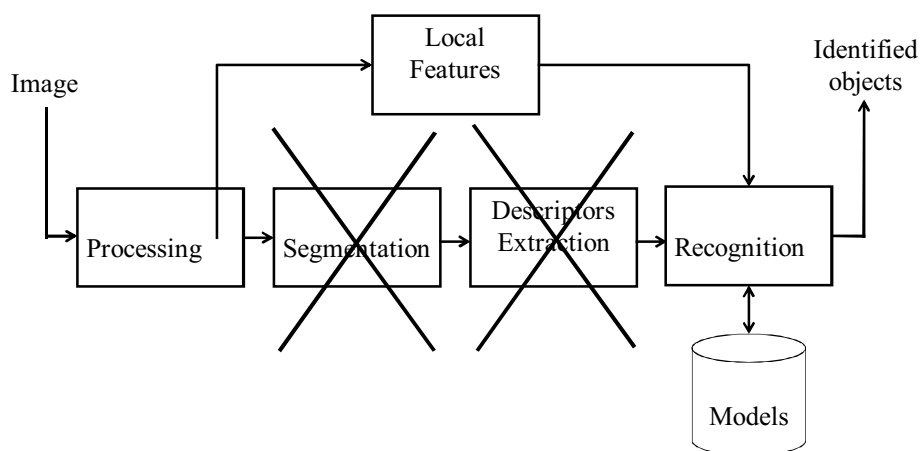 Local
Features
Identified
objects
Image
Processing
Segmentation
Descriptors
Extraction
Recognition
Models